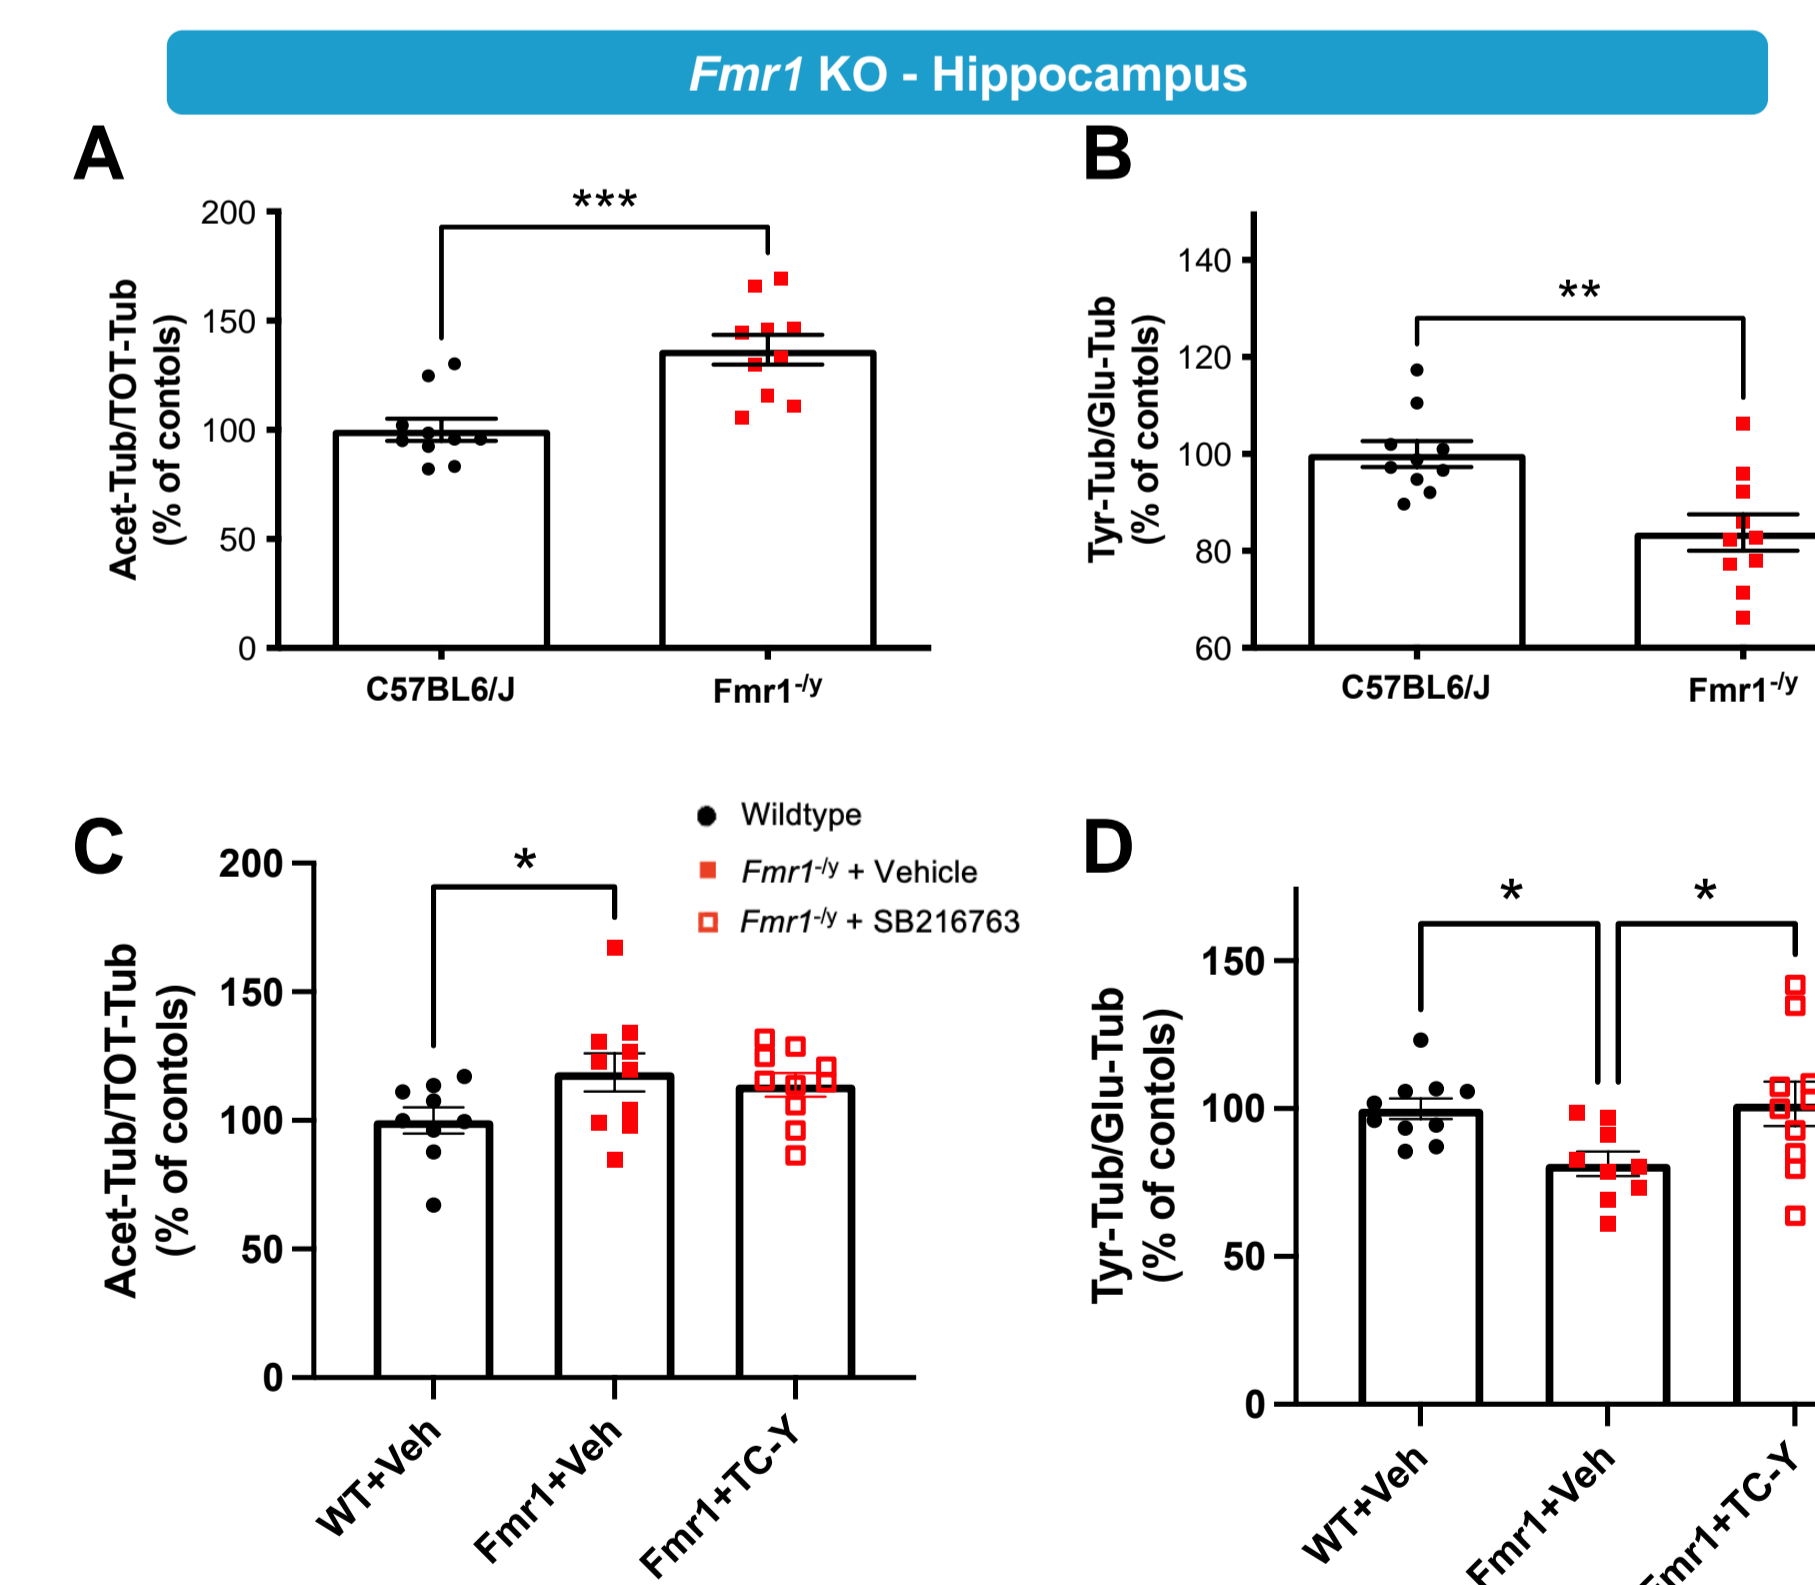 Fmr1 KO - Hippocampus
A
***
200
150
100
50
0
Acet-Tub/TOT-Tub
(% of contols)
C57BL6/J
Fmr1-/y
B
**
140
120
100
80
60
Tyr-Tub/Glu-Tub
(% of contols)
C57BL6/J
Fmr1-/y
C
*
200
150
100
50
0
Acet-Tub/TOT-Tub
(% of contols)
Wildtype
Fmr1-/y + Vehicle
Fmr1-/y + SB216763
WT+Veh
Fmr1+Veh
Fmr1+TC-Y
D
*
*
150
100
50
0
Tyr-Tub/Glu-Tub
(% of contols)
WT+Veh
Fmr1+Veh
Fmr1+TC-Y